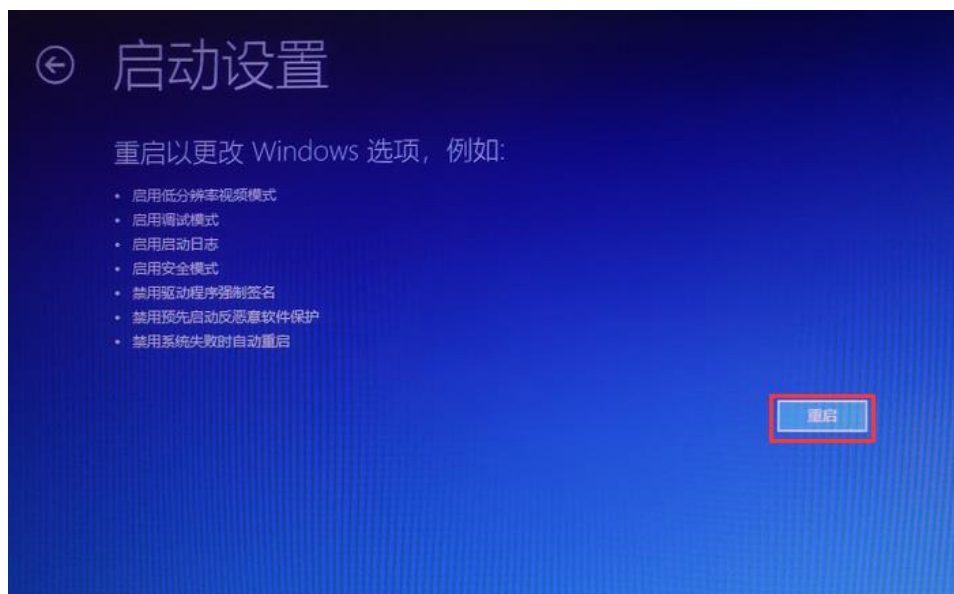 启动设置
重启以更改 Windows 选项，例如:
• 启用低分辨率视频模式
• 启用调试模式
• 启用启动日志
• 启用安全模式
• 禁用驱动程序强制签名
• 禁用预先启动反恶意软件保护
• 禁用系统失败时自动重启
重启